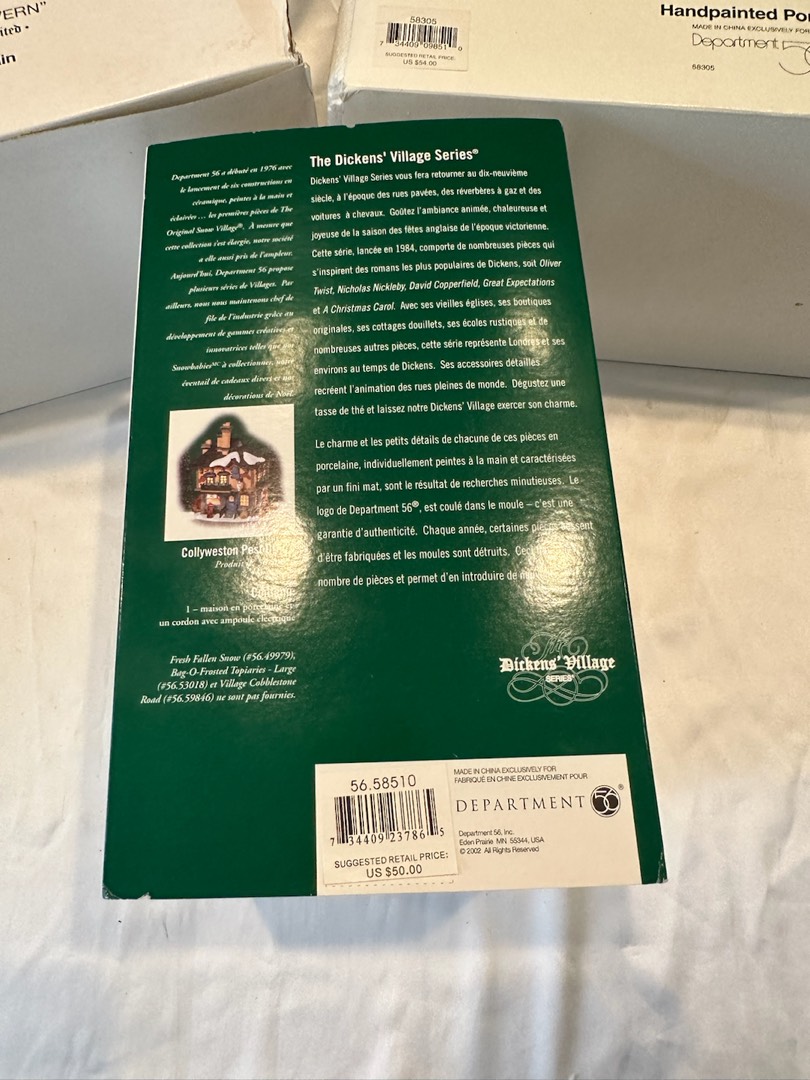 ERN"
ited -
in
58305
7 34409 09851 0
SUGGESTED RETAIL PRICE:
US $54.00
Handpainted Po
MADE IN CHINA EXCLUSIVELY FOR
Department 56
58305
Department 56 a débuté en 1976 avec
le lancement de six constructions en
céramique, peintes à la main et
éclairées ... les premières pièces de The
Original Snow Village®. À mesure que
cette collection s'est élargie, notre société
a elle aussi pris de l'ampleur.
Aujourd'hui, Department 56 propose
plusieurs séries de Villages. Par
ailleurs, nous nous maintenons chef de
file de l'industrie grâce au
développement de gammes créatives et
innovatrices telles que nos
Snowbabies MC à collectionner, notre
éventail de cadeaux divers et nos
décorations de Noël.
Collyweston Pos
Produit
1 – maison en porcelaine et
un cordon avec ampoule électrique
Fresh Fallen Snow (#56.49979),
Bag-O-Frosted Topiaries - Large
(#56.53018) et Village Cobblestone
Road (#56.59846) ne sont pas fournies.
The Dickens' Village Series®
Dickens' Village Series vous fera retourner au dix-neuvième
siècle, à l'époque des rues pavées, des réverbères à gaz et des
voitures à chevaux. Goûtez l'ambiance animée, chaleureuse et
joyeuse de la saison des fêtes anglaise de l'époque victorienne.
Cette série, lancée en 1984, comporte de nombreuses pièces qui
s'inspirent des romans les plus populaires de Dickens, soit Oliver
Twist, Nicholas Nickleby, David Copperfield, Great Expectations
et A Christmas Carol. Avec ses vieilles églises, ses boutiques
originales, ses cottages douillets, ses écoles rustiques et de
nombreuses autres pièces, cette série représente Londres et ses
environs au temps de Dickens. Ses accessoires détaillés
recréent l'animation des rues pleines de monde. Dégustez une
tasse de thé et laissez notre Dickens' Village exercer son charme.
Le charme et les petits détails de chacune de ces pièces en
porcelaine, individuellement peintes à la main et caractérisées
par un fini mat, sont le résultat de recherches minutieuses. Le
logo de Department 56®, est coulé dans le moule – c'est une
garantie d'authenticité. Chaque année, certaines pièces cessent
d'être fabriquées et les moules sont détruits. Ceci
nombre de pièces et permet d'en introduire de
The
Dickens' Village
SERIES®
56.58510
7 34409 23786 5
SUGGESTED RETAIL PRICE:
US $50.00
MADE IN CHINA EXCLUSIVELY FOR
FABRIQUÉ EN CHINE EXCLUSIVEMENT POUR
DEPARTMENT 56®
Department 56, Inc.
Eden Prairie MN 55344, USA
© 2002 All Rights Reserved